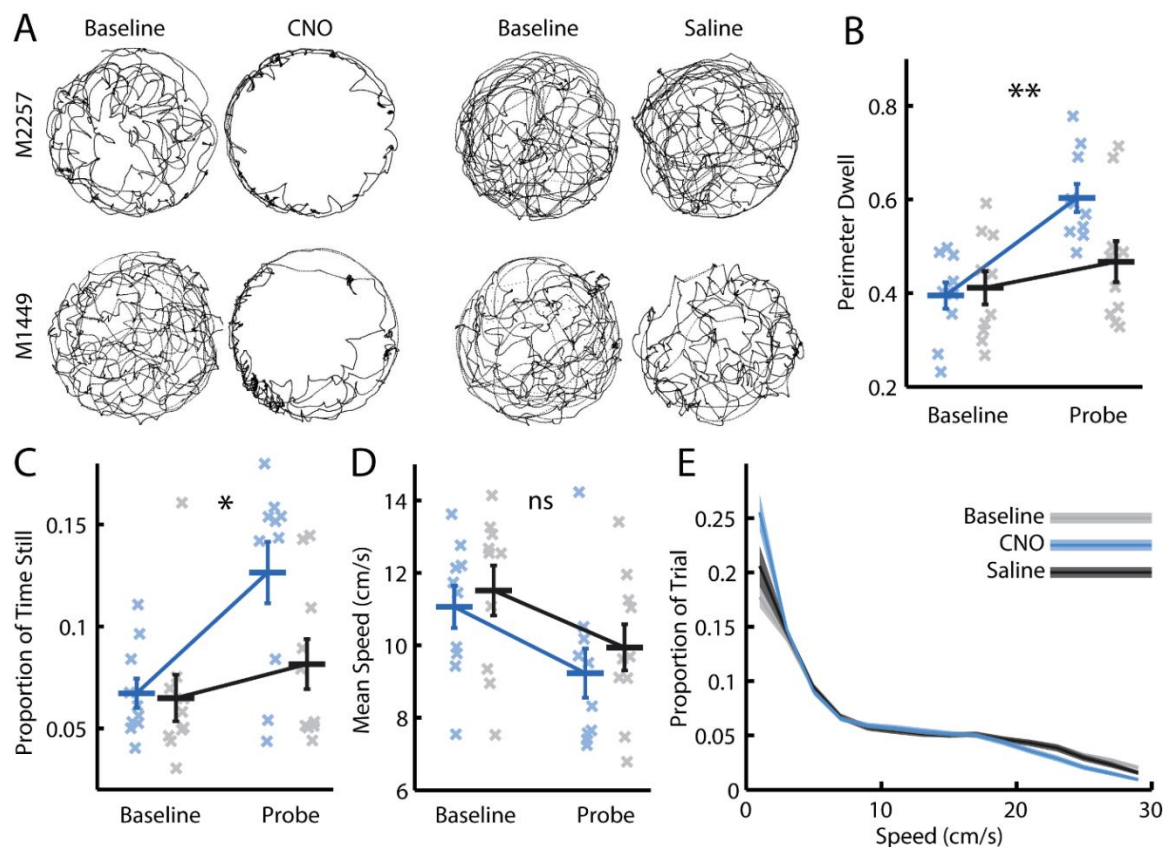 A
Baseline CNO Baseline Saline
M2257
M1449
B
**
Perimeter Dwell
0.8
0.6
0.4
0.2
Baseline Probe
C
*
Proportion of Time Still
0.15
0.1
0.05
Baseline Probe
D
ns
Mean Speed (cm/s)
14
12
10
8
6
Baseline Probe
E
Baseline
CNO
Saline
Proportion of Trial
0.25
0.2
0.15
0.1
0.05
0
0 10 20 30
Speed (cm/s)